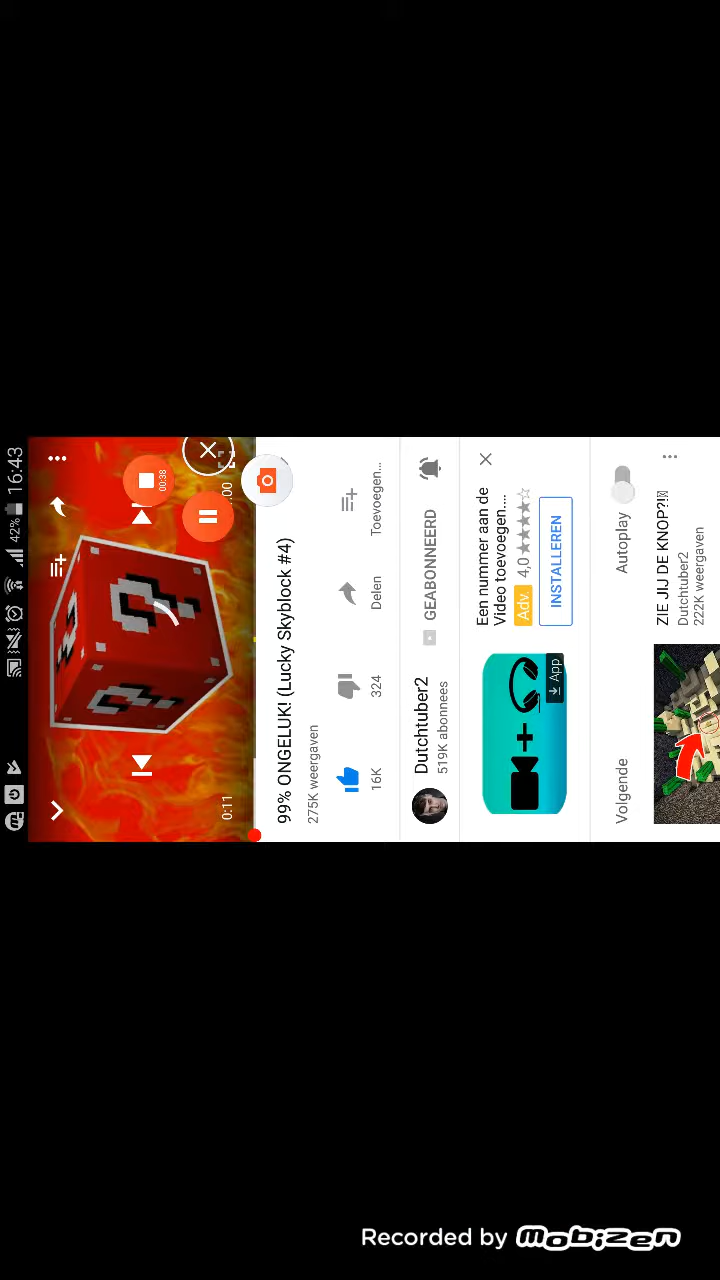 42% 16:43
00:38
0:11
:00
99% ONGELUK! (Lucky Skyblock #4)
275K weergaven
16K
324
Delen
Toevoegen...
Dutchtuber2
519K abonnees
GEABONNEERD
Een nummer aan de
Video toevoegen....
Adv. 4,0
INSTALLEREN
App
Volgende
Autoplay
ZIE JIJ DE KNOP?!
Dutchtuber2
222K weergaven
Recorded by mobizen